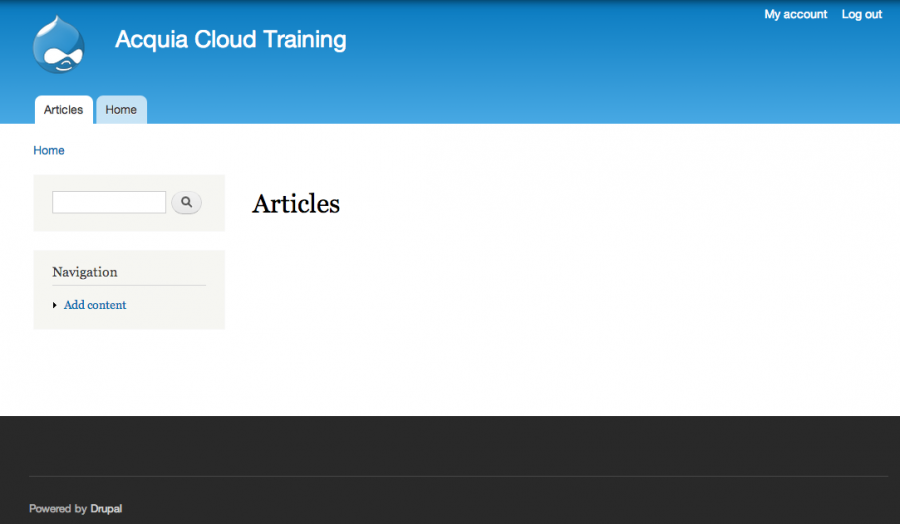 My account Log out
Acquia Cloud Training
Articles Home
Home
Articles
Navigation
Add content
Powered by Drupal